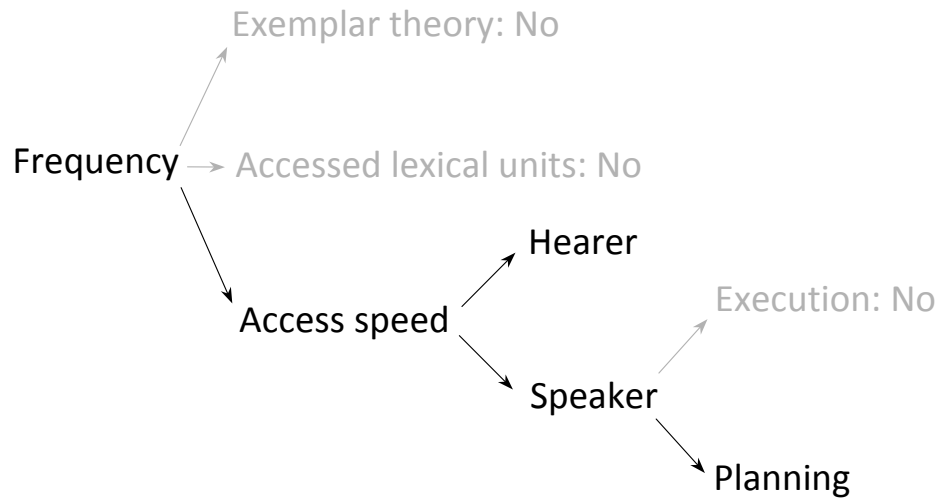 Exemplar theory: No
Frequency
Accessed lexical units: No
Hearer
Execution: No
Access speed
Speaker
Planning